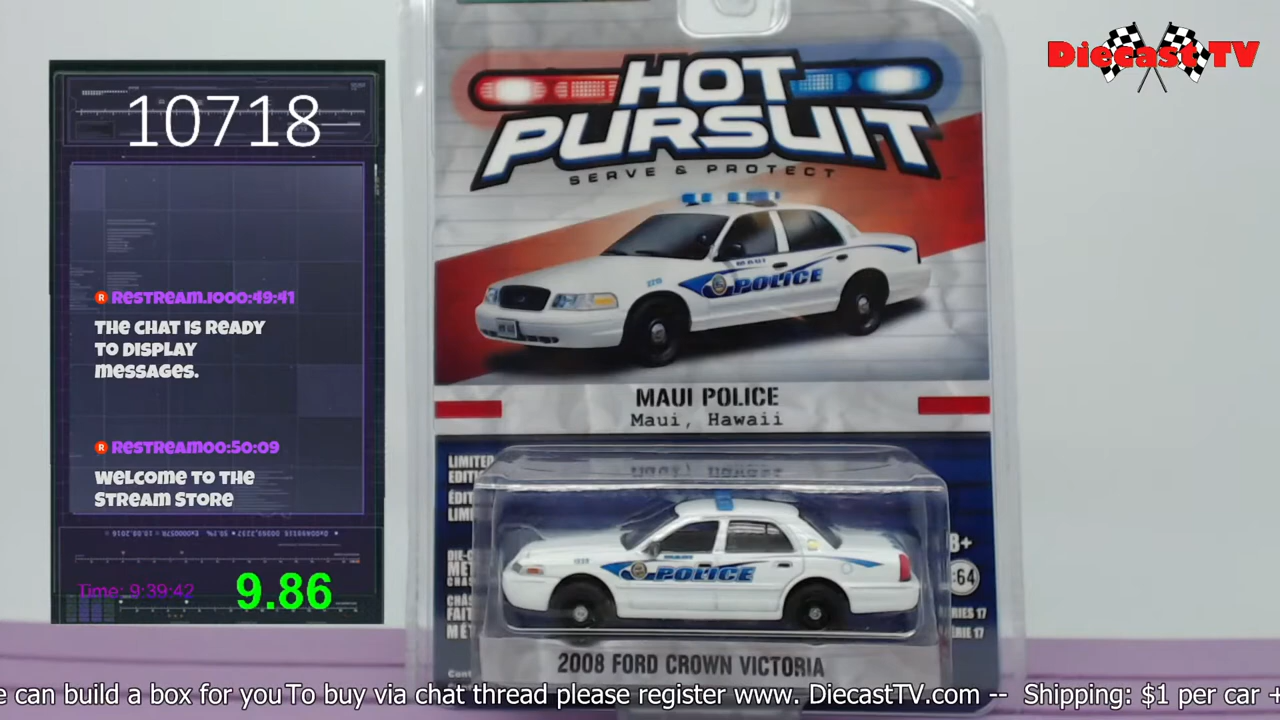 Diecast TV
10718
HOT
PURSUIT
SERVE & PROTECT
POLICE
MAUI POLICE
Maui, Hawaii
RESTREAM.1000:49:41
THE CHAT IS READY
TO DISPLAY
MESSAGES.
RESTREAM00:50:09
WELCOME TO THE
STREAM STORE
Time: 9:39:42
9.86
LIMITED
8+
:64
POLICE
2008 FORD CROWN VICTORIA
e can build a box for you To buy via chat thread please register www. DiecastTV.com -- Shipping: $1 per car +